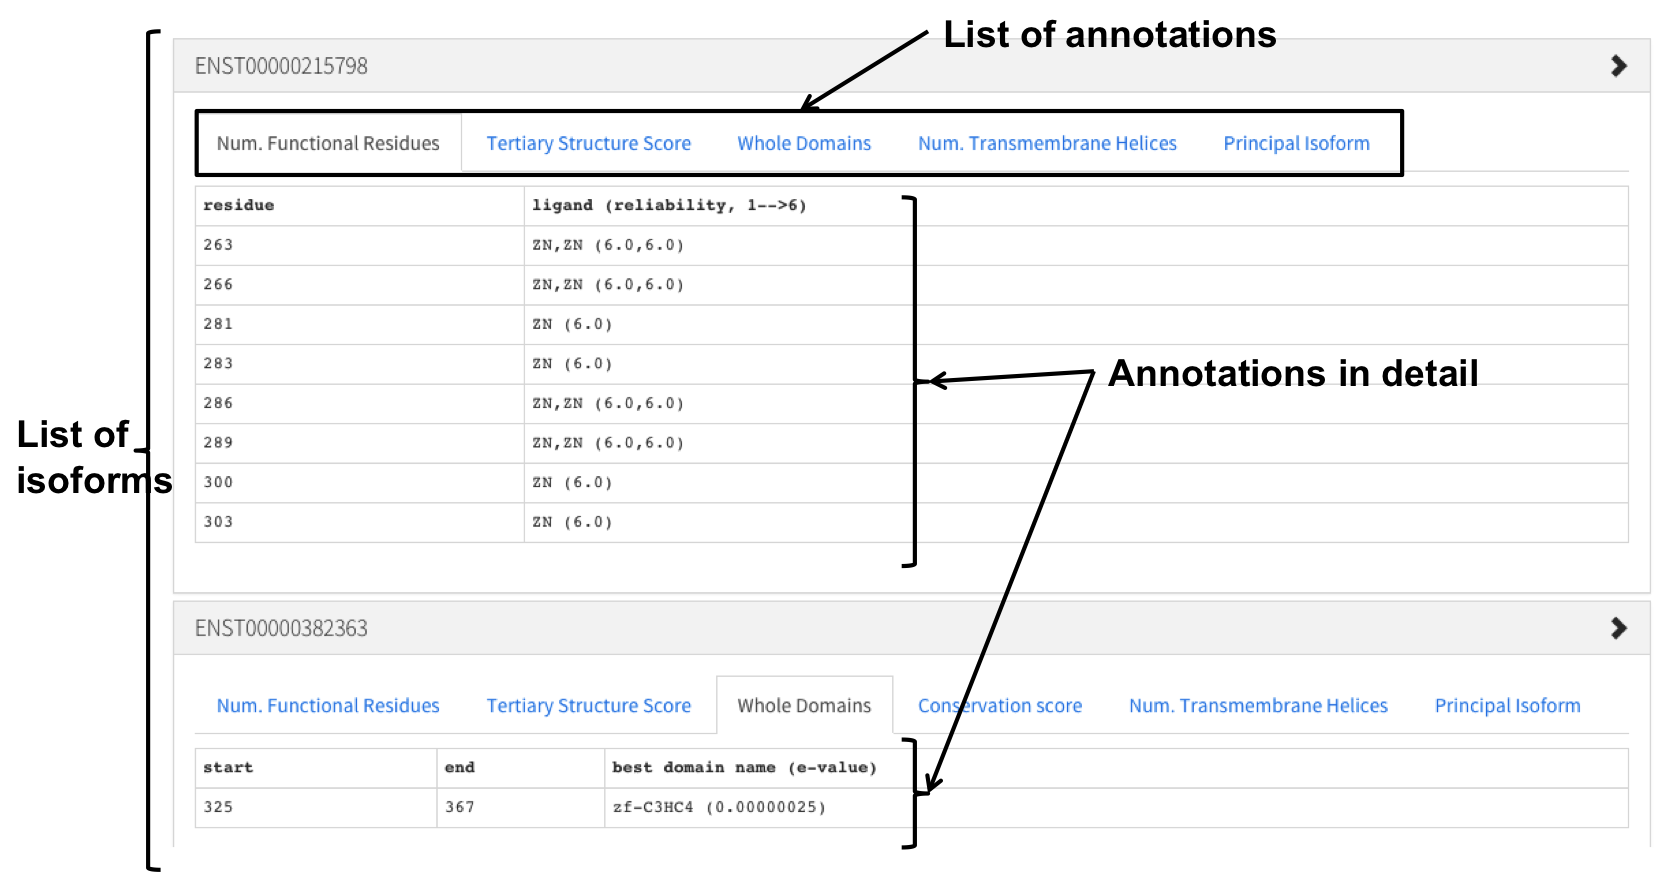 List of annotations
ENST00000215798
Num. Functional Residues Tertiary Structure Score Whole Domains Num. Transmembrane Helices Principal Isoform
residue ligand (reliability, 1-->6)
263 ZN,ZN (6.0,6.0)
266 ZN,ZN (6.0,6.0)
281 ZN (6.0)
283 ZN (6.0)
Annotations in detail
286 ZN,ZN (6.0,6.0)
289 ZN,ZN (6.0,6.0)
List of
isoforms
300 ZN (6.0)
303 ZN (6.0)
ENST00000382363
Num. Functional Residues Tertiary Structure Score Whole Domains Conservation score Num. Transmembrane Helices Principal Isoform
start end best domain name (e-value)
325 367 zf-C3HC4 (0.00000025)